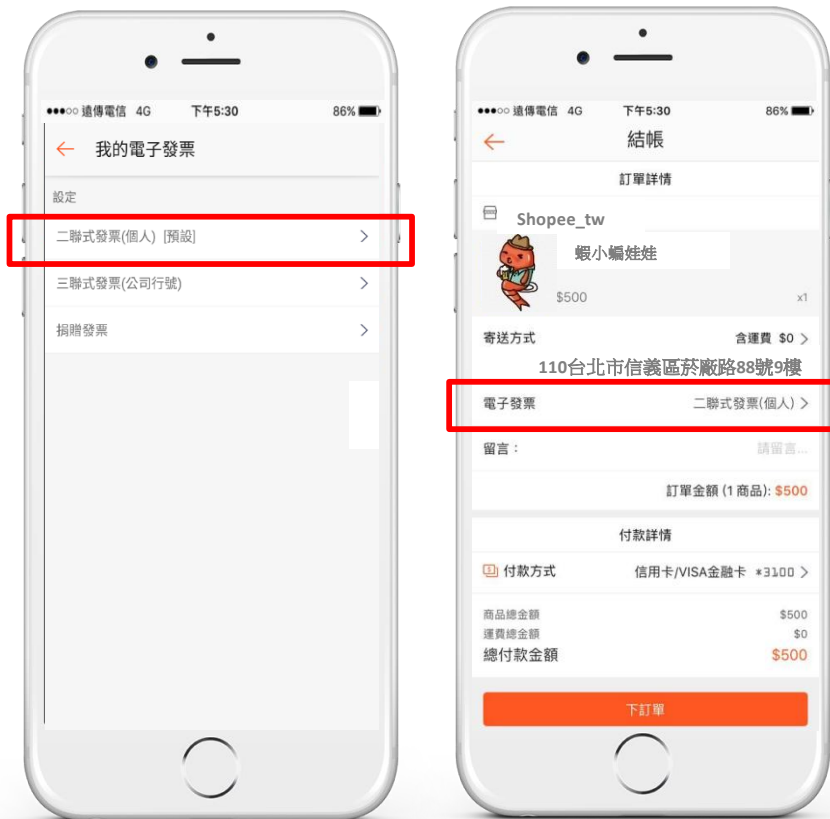 ●●●○○ 遠傳電信 4G 下午5:30 86%
← 我的電子發票
設定
二聯式發票(個人) [預設] >
三聯式發票(公司行號) >
捐贈發票 >
●●●○○ 遠傳電信 4G 下午5:30 86%
← 結帳
訂單詳情
Shopee_tw
蝦小蝙娃娃
$500 x1
寄送方式 含運費 $0 >
110台北市信義區菸廠路88號9樓
電子發票 二聯式發票(個人) >
留言： 請留言...
訂單金額 (1 商品): $500
付款詳情
付款方式 信用卡/VISA金融卡 *3100 >
商品總金額 $500
運費總金額 $0
總付款金額 $500
下訂單